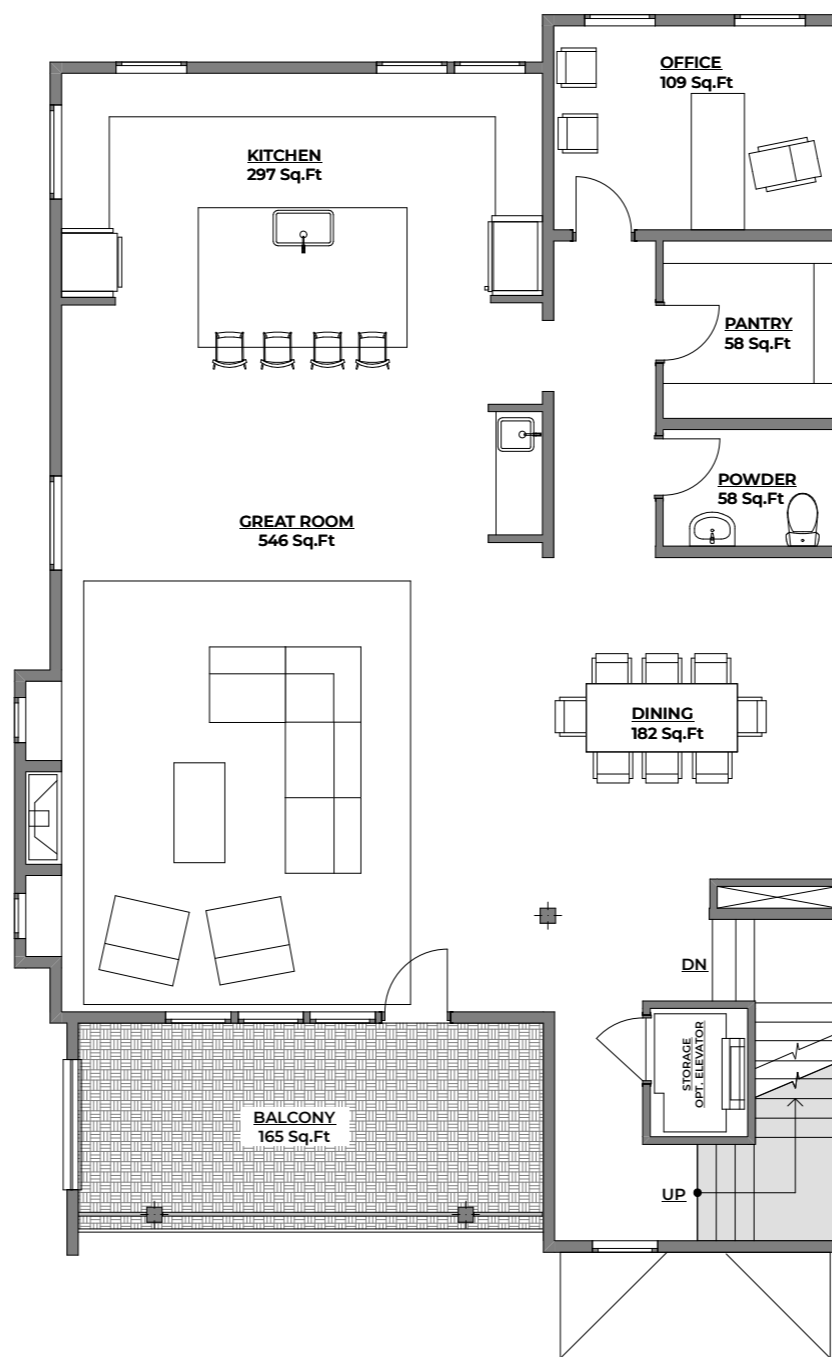 OFFICE
109 Sq.Ft
KITCHEN
297 Sq.Ft
PANTRY
58 Sq.Ft
POWDER
58 Sq.Ft
GREAT ROOM
546 Sq.Ft
DINING
182 Sq.Ft
DN
STORAGE
OPT. ELEVATOR
BALCONY
165 Sq.Ft
UP